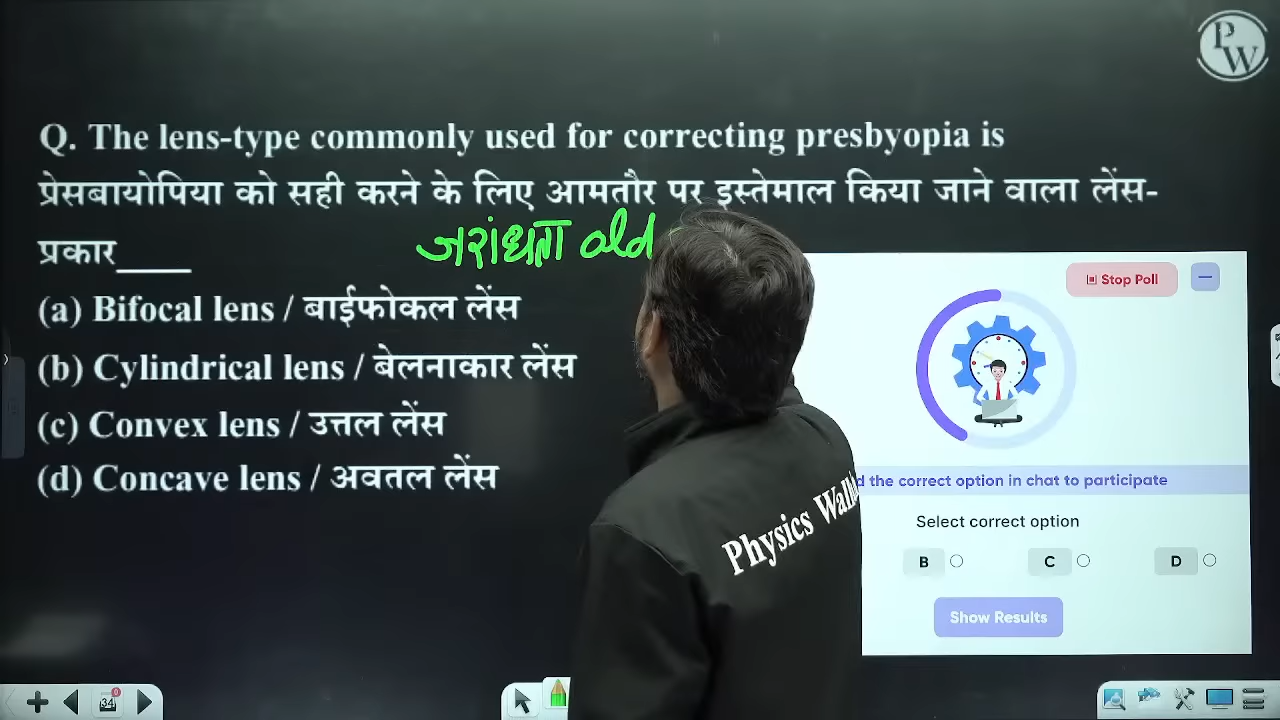 PW
Q. The lens-type commonly used for correcting presbyopia is
प्रेसबायोपिया को सही करने के लिए आमतौर पर इस्तेमाल किया जाने वाला लेंस-
प्रकार_____
जरांधता old
(a) Bifocal lens / बाईफोकल लेंस
(b) Cylindrical lens / बेलनाकार लेंस
(c) Convex lens / उत्तल लेंस
(d) Concave lens / अवतल लेंस
Stop Poll
the correct option in chat to participate
Select correct option
B
C
D
Show Results
Physics
34
0